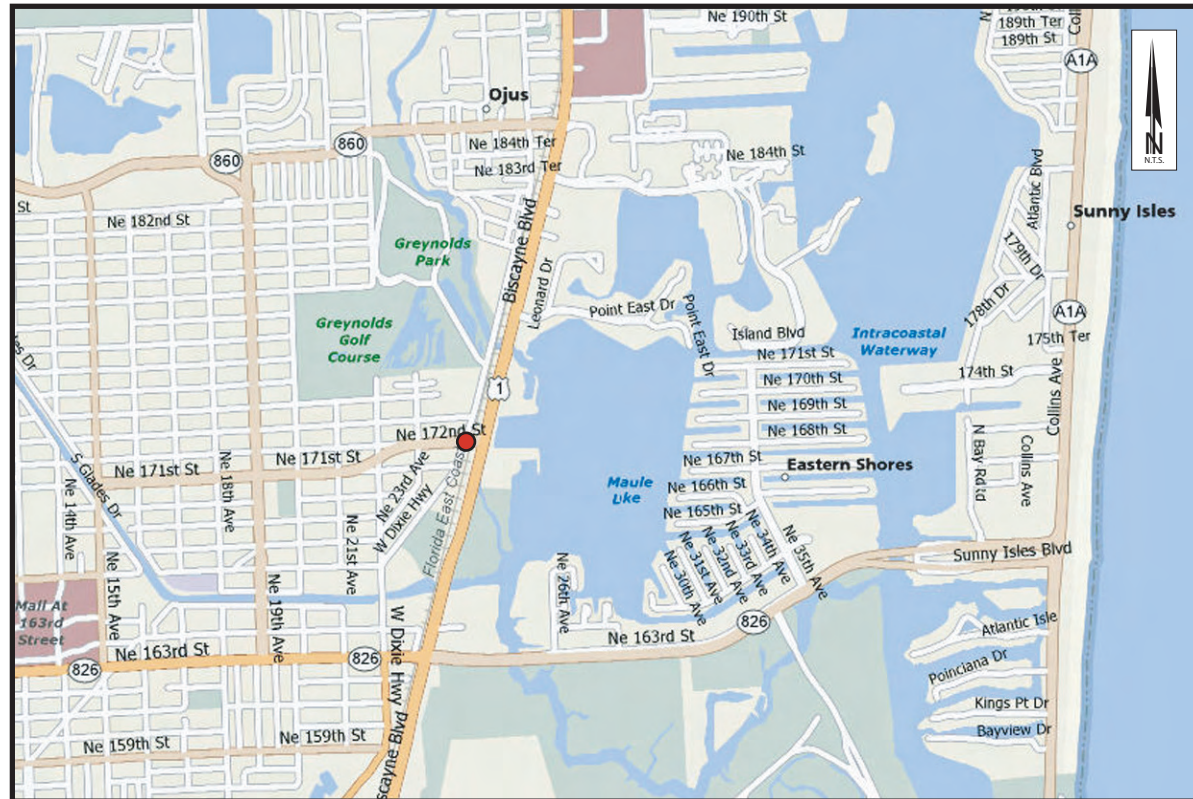 Ne 190th St
189th Ter
189th St
A1A
N
N.T.S.
Ojus
860
860
Ne 184th Ter
Ne 183rd Ter
Ne 184th St
St
Ne 182nd St
Greynolds
Park
Biscayne Blvd
Atlantic Blvd
Sunny Isles
179th Dr
178th Dr
Leonard Dr
Point East Dr
Point East Dr
Island Blvd
Intracoastal
Waterway
A1A
175th Ter
Greynolds
Golf
Course
Ne 171st St
174th St
1
Ne 170th St
Ne 169th St
Ne 168th St
Collins Ave
Ne 172nd St
Ne 171st St
Ne 171st St
S Glades Dr
Ne 18th Ave
Ne 14th Ave
Ne 23rd Ave
W Dixie Hwy
Florida East Coast
Maule
Ne 167th St
Eastern Shores
Ne 166th St
Ne 165th St
N Bay Rd
Collins Ave
Ne 21st Ave
Ne 15th Ave
Ne 19th Ave
Ne 26th Ave
Ne 30th Ave
Ne 31st Ave
Ne 32nd Ave
Ne 33rd Ave
Ne 34th Ave
Ne 35th Ave
Sunny Isles Blvd
Mall At
163rd
Street
Ne 163rd St
826
826
W Dixie Hwy
Ne 163rd St
826
Atlantic Isle
Poinciana Dr
Kings Pt Dr
Bayview Dr
Ne 159th St
Ne 159th St
Biscayne Blvd